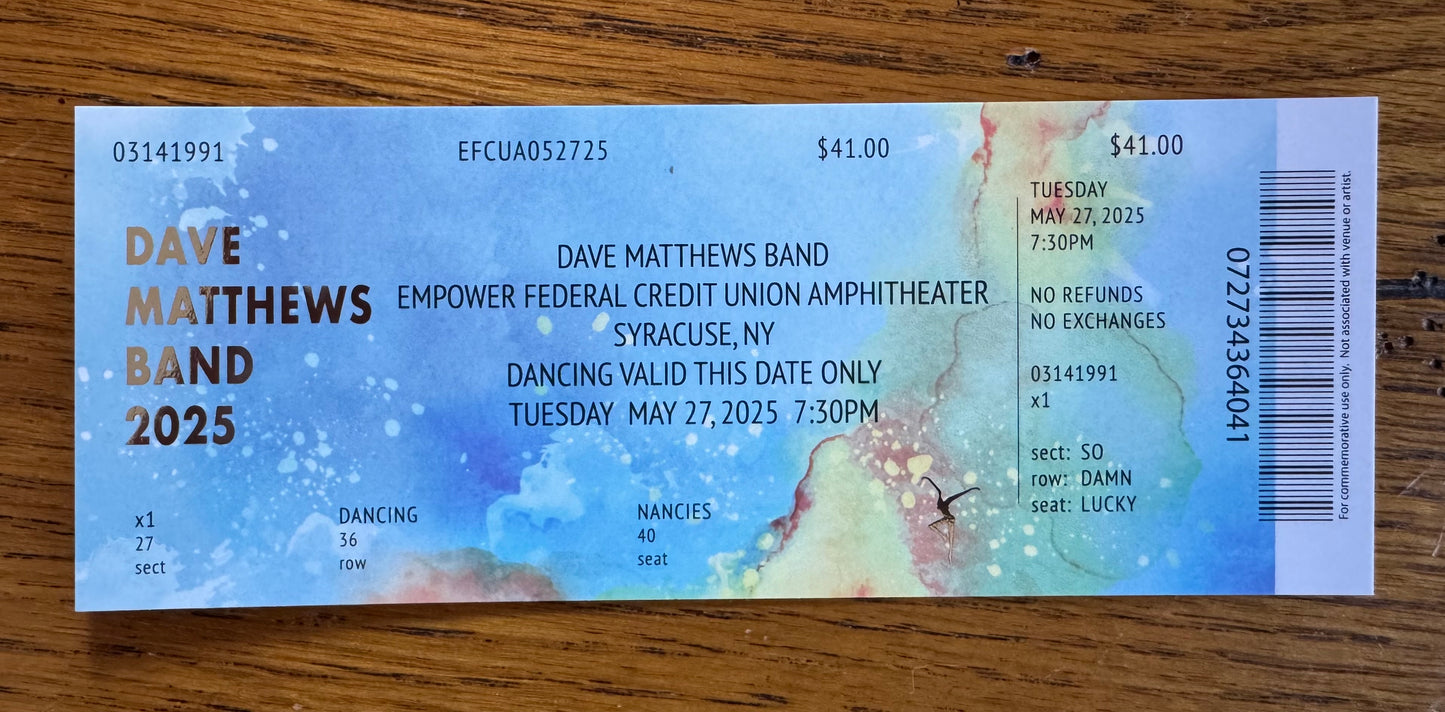 03141991
EFCUA052725
$41.00
$41.00
DAVE
MATTHEWS
BAND
2025
DAVE MATTHEWS BAND
EMPOWER FEDERAL CREDIT UNION AMPHITHEATER
SYRACUSE, NY
DANCING VALID THIS DATE ONLY
TUESDAY MAY 27, 2025 7:30PM
x1
27
sect
DANCING
36
row
NANCIES
40
seat
TUESDAY
MAY 27, 2025
7:30PM
NO REFUNDS
NO EXCHANGES
03141991
x1
sect: SO
row: DAMN
seat: LUCKY
0727343364041
For commemorative use only. Not associated with venue or artist.